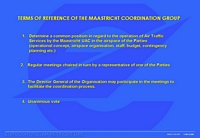 TERMS OF REFERENCE OF THE MAASTRICHT COORDINATION GROUP
1. Determine a common position in regard to the operation of Air Traffic
Services by the Maastricht UAC in the airspace of the Parties
(operational concept, airspace organisation, staff, budget, contingency
planning etc.)
2. Regular meetings chaired in turn by a representative of one of the Parties.
3. The Director General of the Organisation may participate in the meetings to
facilitate the coordination process.
4. Unanimous vote